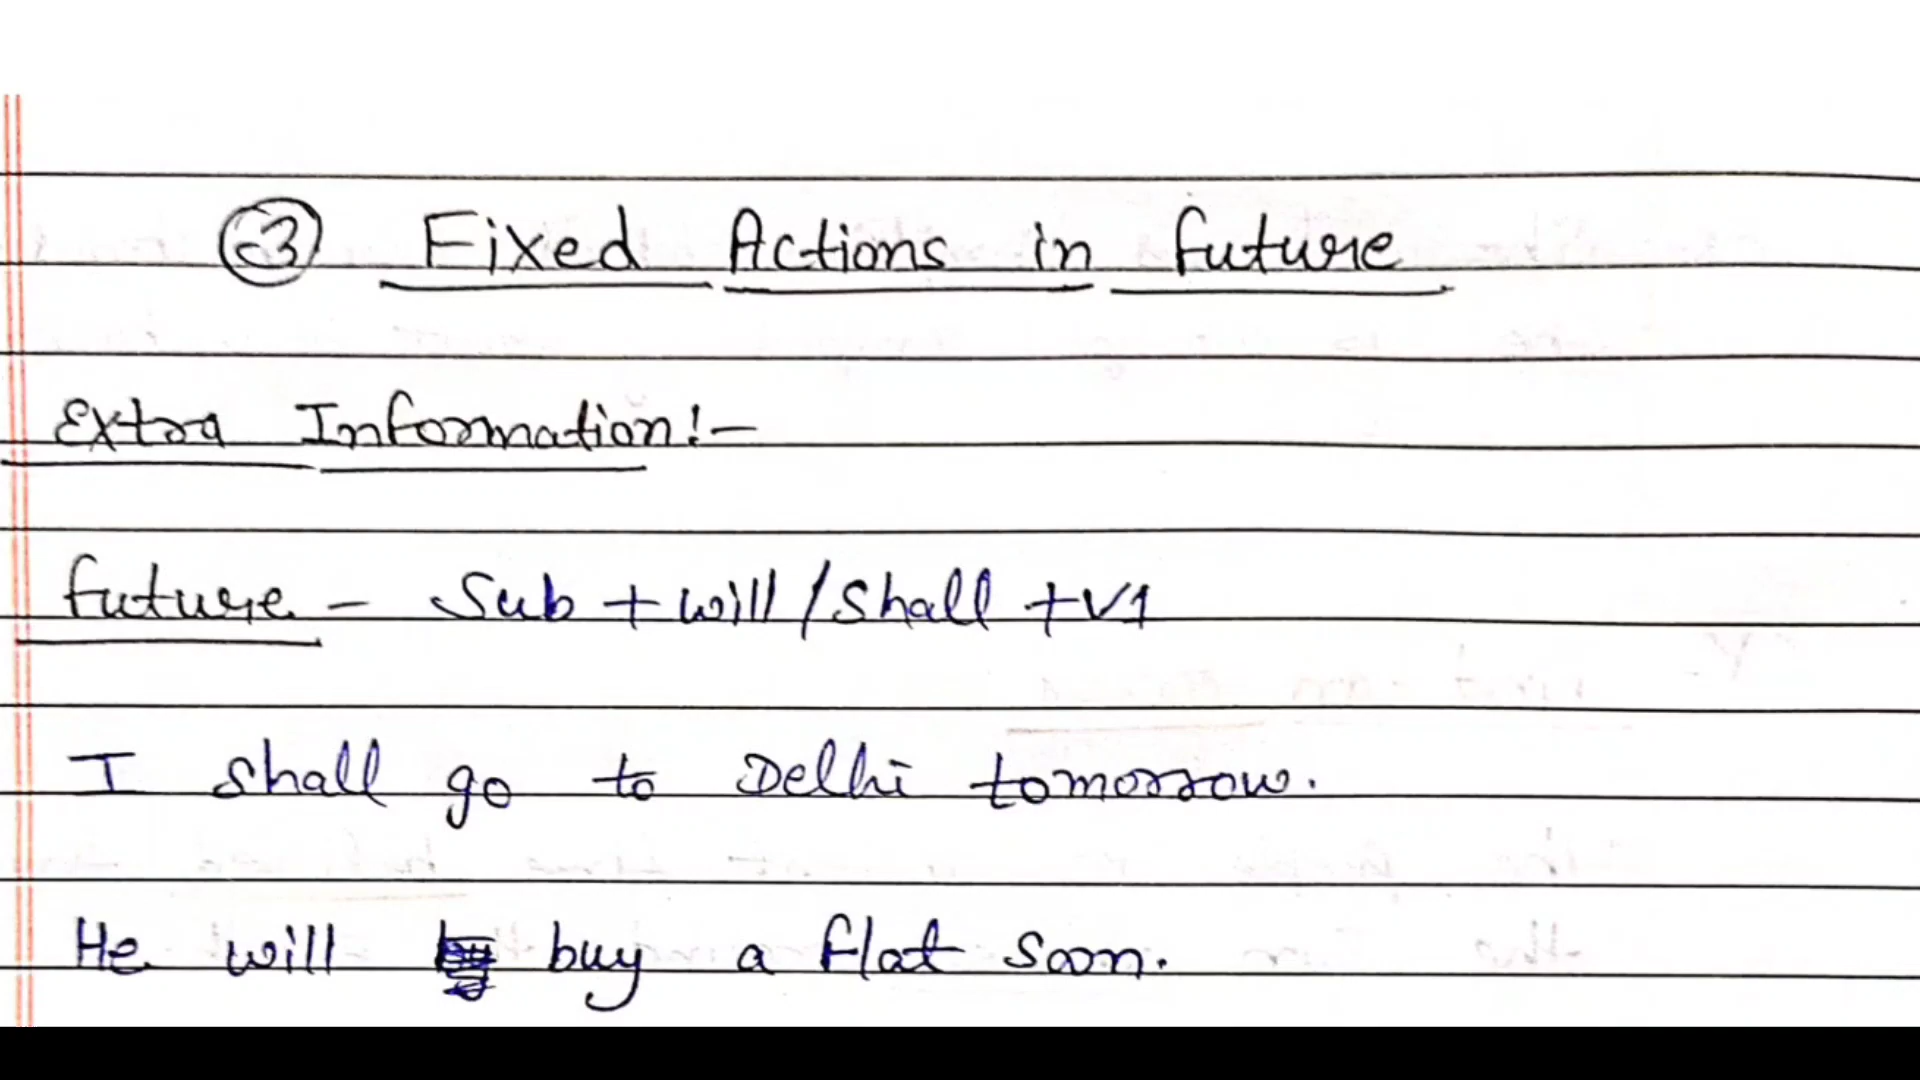 ③ Fixed Actions in future
Extra Information:-
future - Sub + will/shall + V1
I shall go to Delhi tomorrow.
He will buy a flat soon.